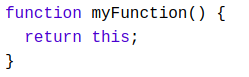 function myFunction() {
  return this;
}